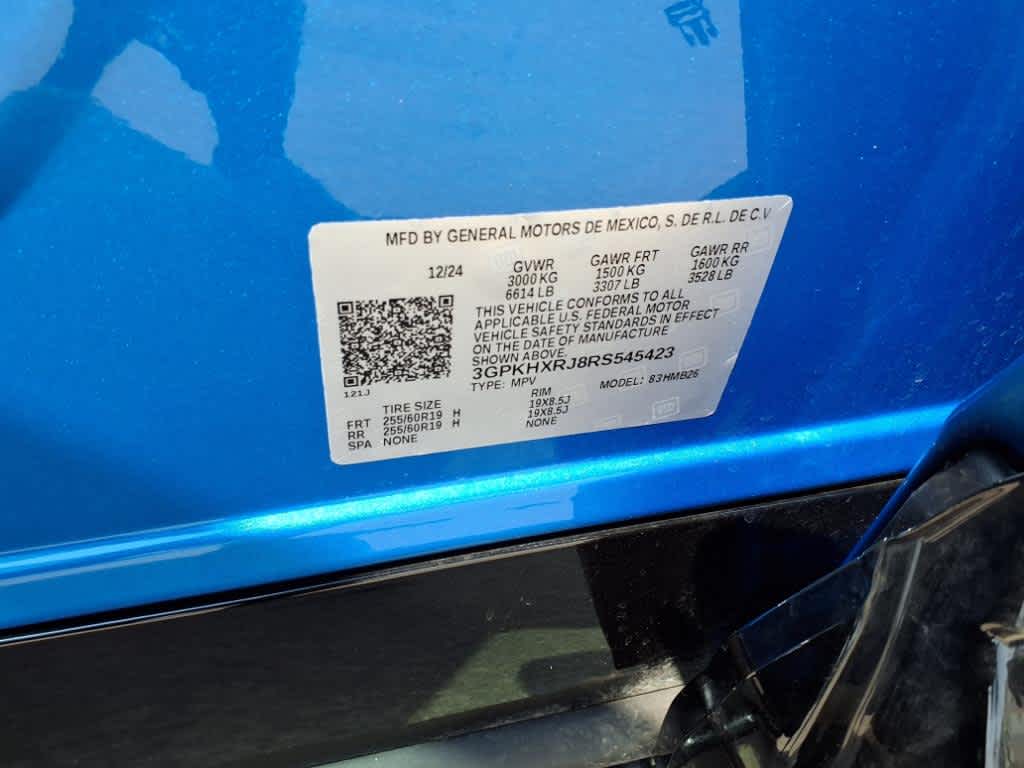 MFD BY GENERAL MOTORS DE MEXICO, S. DE R.L. DE C.V
12/24 GVWR GAWR FRT GAWR RR
3000 KG 1500 KG 1600 KG
6614 LB 3307 LB 3528 LB
THIS VEHICLE CONFORMS TO ALL
APPLICABLE U.S. FEDERAL MOTOR
VEHICLE SAFETY STANDARDS IN EFFECT
ON THE DATE OF MANUFACTURE
SHOWN ABOVE.
3GPKHXRJ8RS545423
TYPE: MPV MODEL: 83HMB26
121J
TIRE SIZE RIM
FRT 255/60R19 H 19X8.5J
RR 255/60R19 H 19X8.5J
SPA NONE NONE